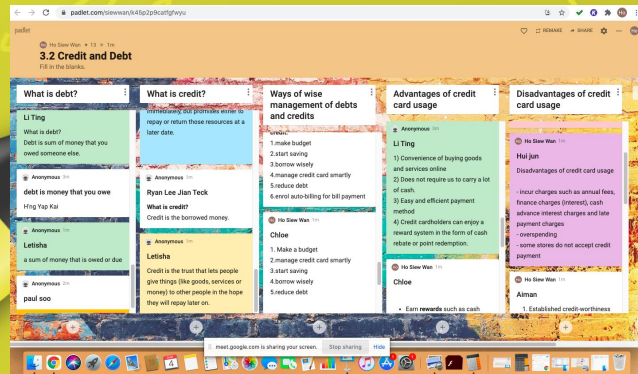 padlet.com/siewwan/k45p2p9catfgfwyu
padlet
REMAKE
SHARE
Ho Siew Wan • 13 • 1m
3.2 Credit and Debt
Fill in the blanks.
What is debt?
Li Ting
What is debt?
Debt is sum of money that you
owed someone else.
Anonymous 3m
debt is money that you owe
H'ng Yap Kai
Anonymous 1m
Letisha
a sum of money that is owed or due
Anonymous 2m
paul soo
What is credit?
immediately, but promises either to
repay or return those resources at a
later date.
Anonymous 3m
Ryan Lee Jian Teck
What is credit?
Credit is the borrowed money.
Anonymous 1m
Letisha
Credit is the trust that lets people
give things (like goods, services or
money) to other people in the hope
they will repay later on.
Ways of wise
management of debts
and credits
credit.
1.make budget
2.start saving
3.borrow wisely
4.manage credit card smartly
5.reduce debt
6.enrol auto-billing for bill payment
Ho Siew Wan 1m
Chloe
1. Make a budget
2.manage credit card smartly
3.start saving
4.borrow wisely
5.reduce debt
Advantages of credit
card usage
Anonymous 3m
Li Ting
1) Convenience of buying goods
and services online
2) Does not require us to carry a lot
of cash.
3) Easy and efficient payment
method
4) Credit cardholders can enjoy a
reward system in the form of cash
rebate or point redemption.
Ho Siew Wan 1m
Chloe
• Earn rewards such as cash
Disadvantages of credit
card usage
Ho Siew Wan 1m
Hui jun
Disadvantages of credit card usage
- incur charges such as annual fees,
finance charges (interest), cash
advance interest charges and late
payment charges
- overspending
- some stores do not accept credit
payment
Ho Siew Wan 1m
Aiman
1. Established credit-worthiness
meet.google.com is sharing your screen.
Stop sharing
Hide